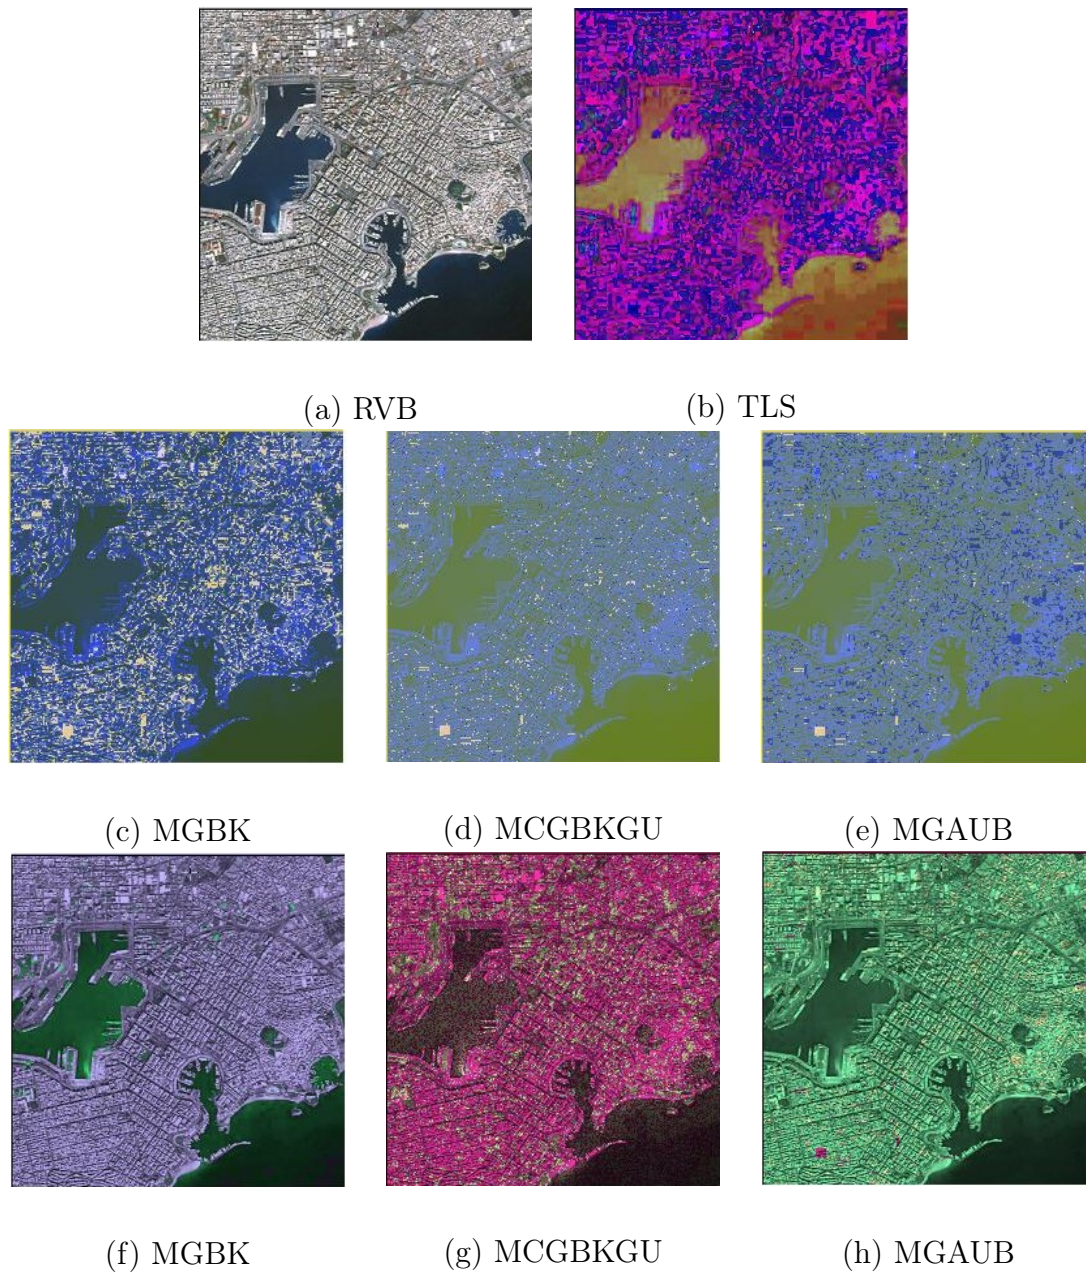 (a) RVB
(b) TLS
(c) MGBK
(d) MCGBKGU
(e) MGAUB
(f) MGBK
(g) MCGBKGU
(h) MGAUB